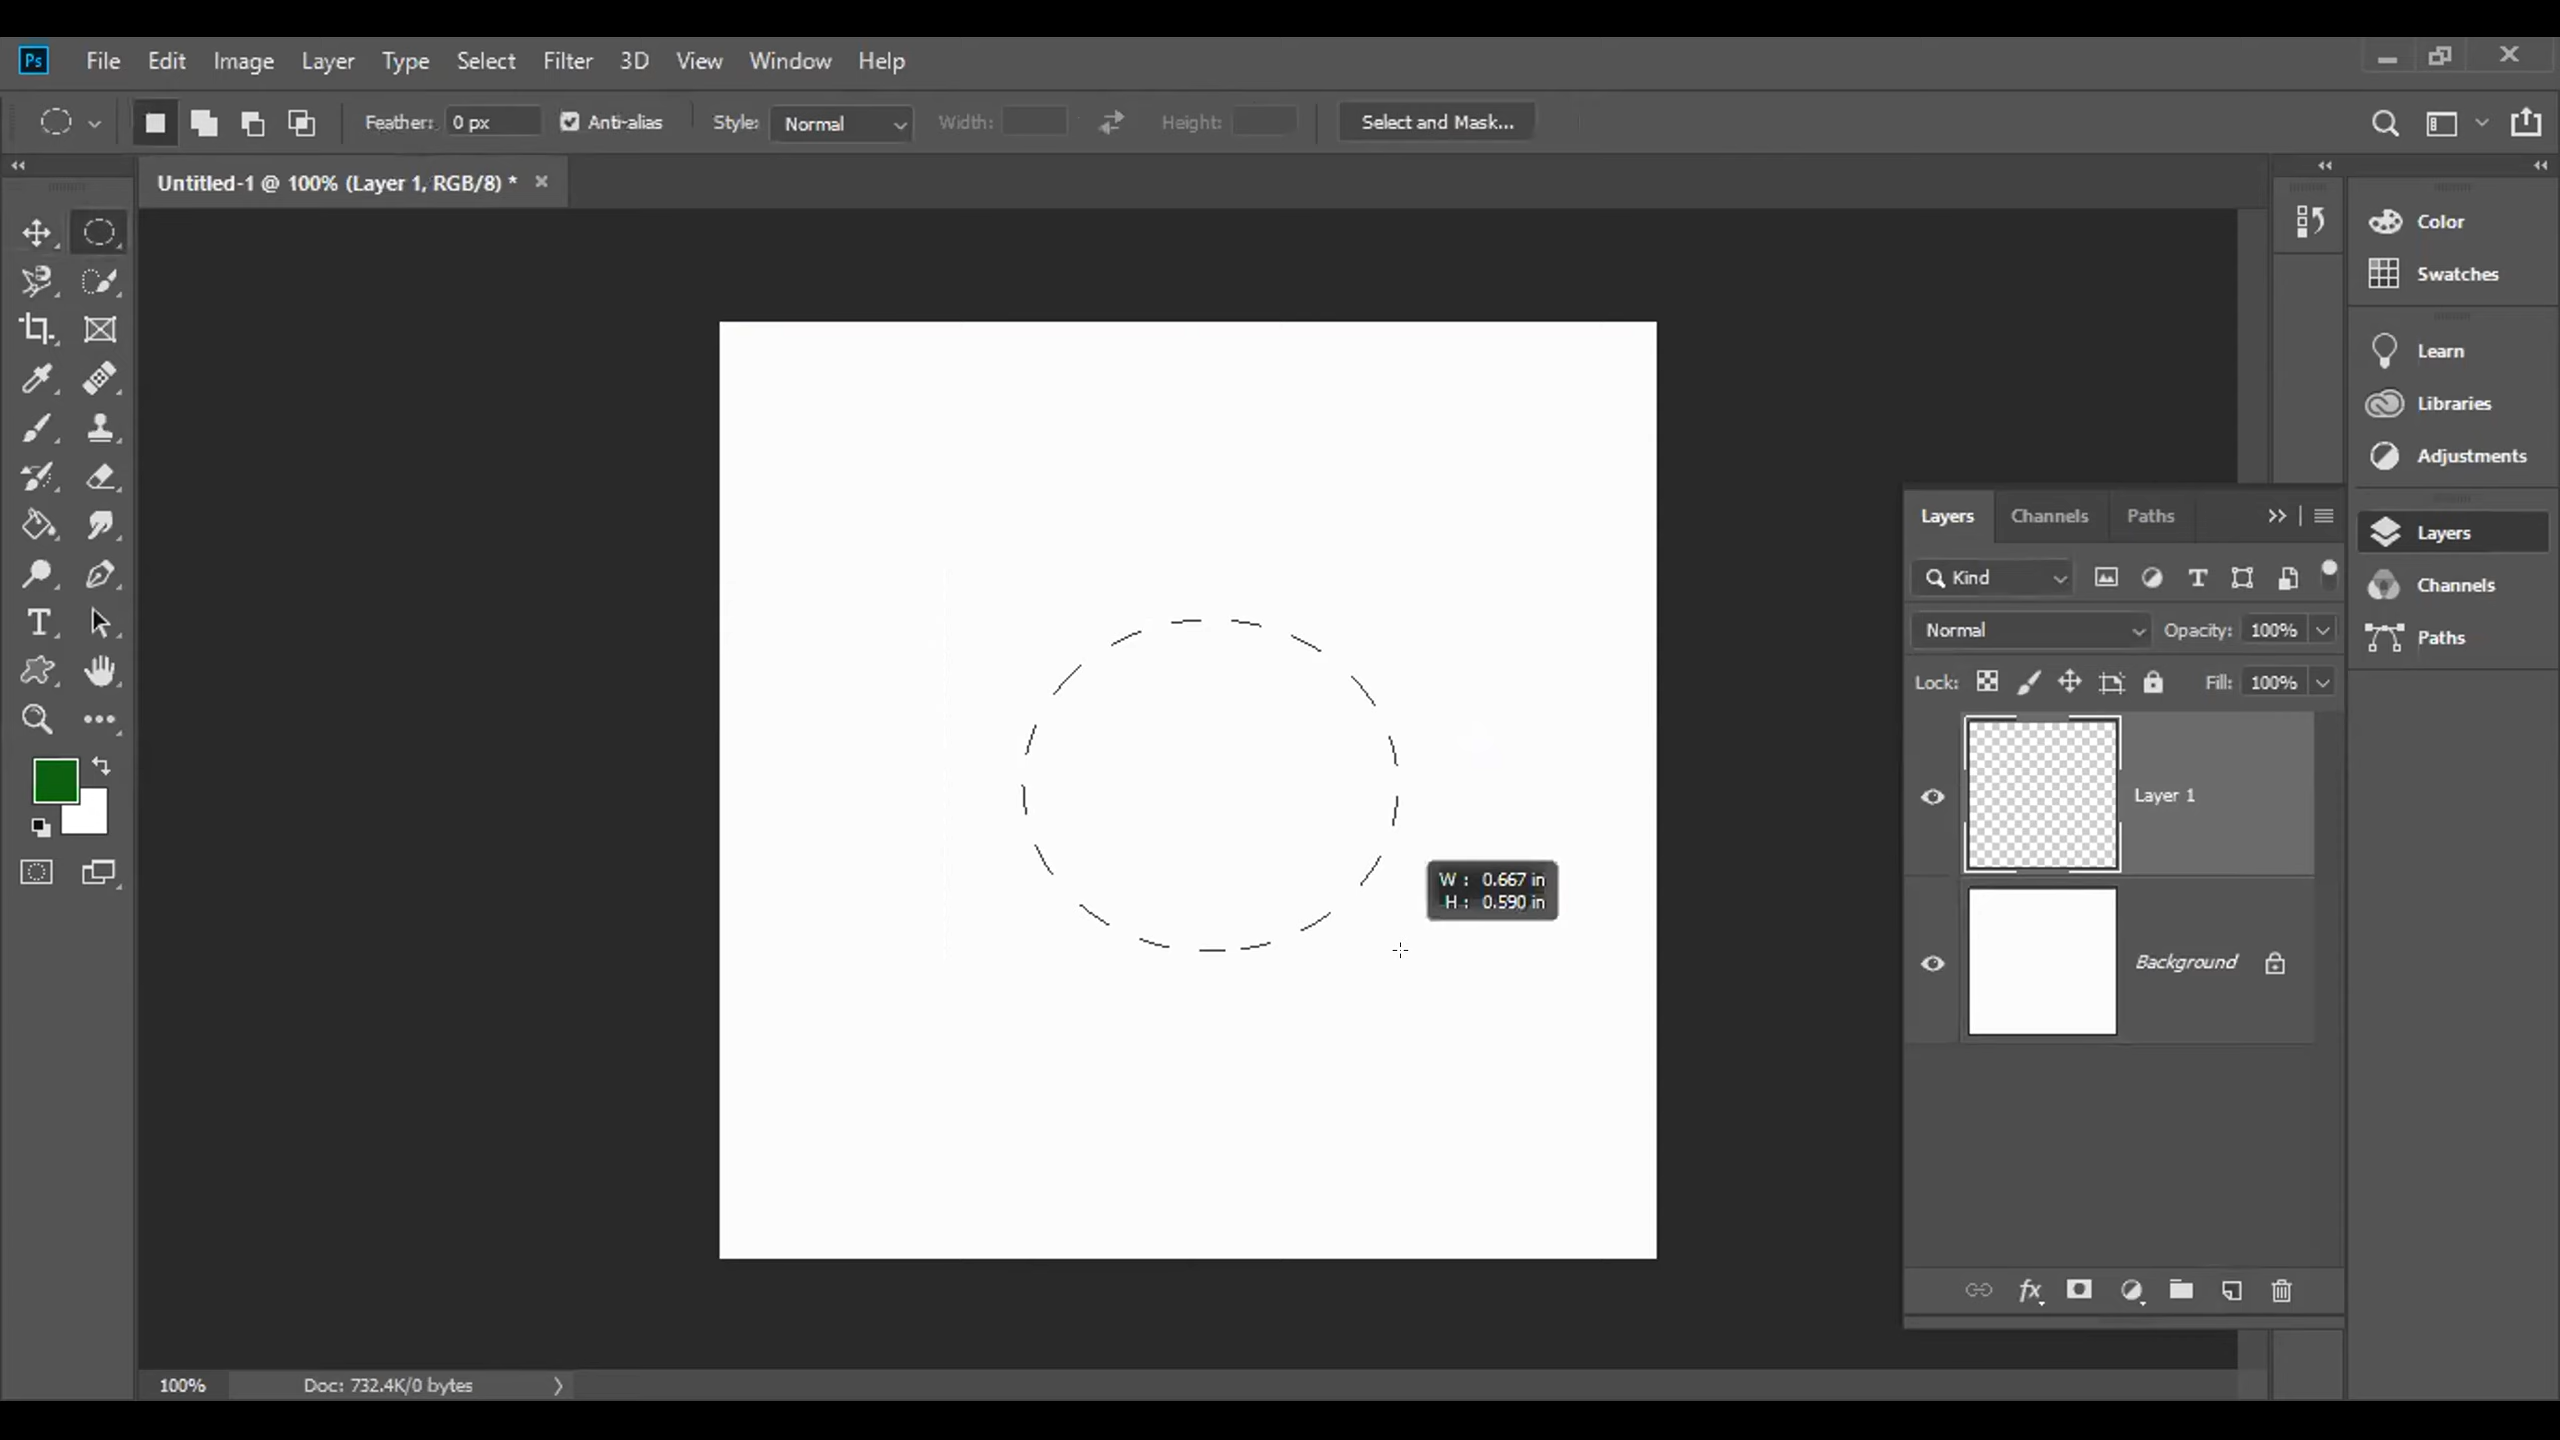 Ps File Edit Image Layer Type Select Filter 3D View Window Help
Feather: 0 px Anti-alias Style: Normal Width: Height: Select and Mask...
Untitled-1 @ 100% (Layer 1, RGB/8) *
Color
Swatches
Learn
Libraries
Adjustments
Layers
Channels
Paths
Layers Channels Paths
Kind
Normal Opacity: 100%
Lock: Fill: 100%
Layer 1
Background
W : 0.667 in
H : 0.590 in
100% Doc: 732.4K/0 bytes